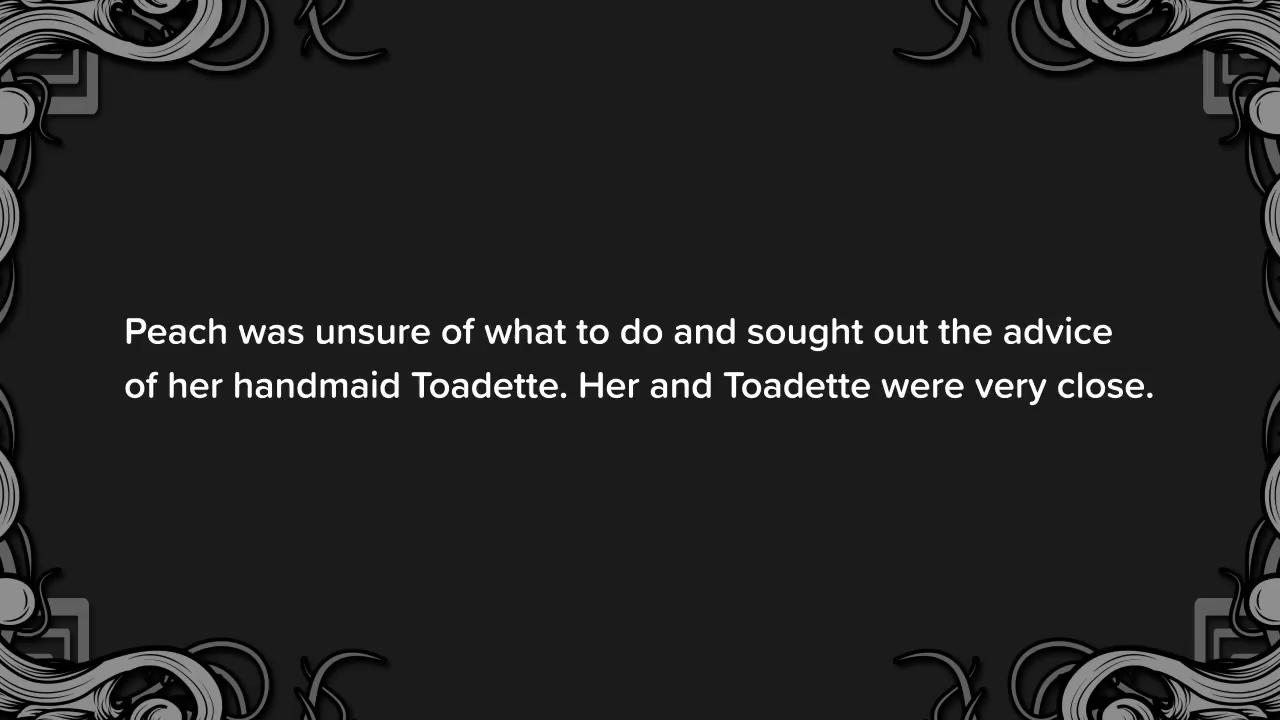 Peach was unsure of what to do and sought out the advice
of her handmaid Toadette. Her and Toadette were very close.